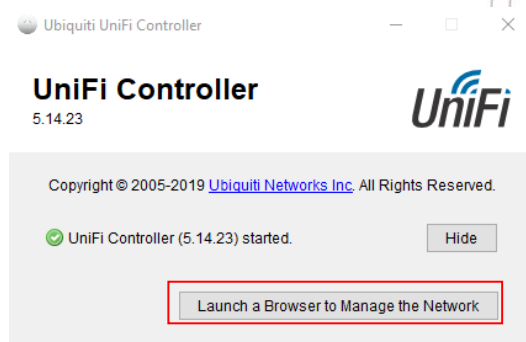 Ubiquiti UniFi Controller
UniFi Controller
5.14.23
UniFi
Copyright © 2005-2019 Ubiquiti Networks Inc. All Rights Reserved.
UniFi Controller (5.14.23) started.
Hide
Launch a Browser to Manage the Network